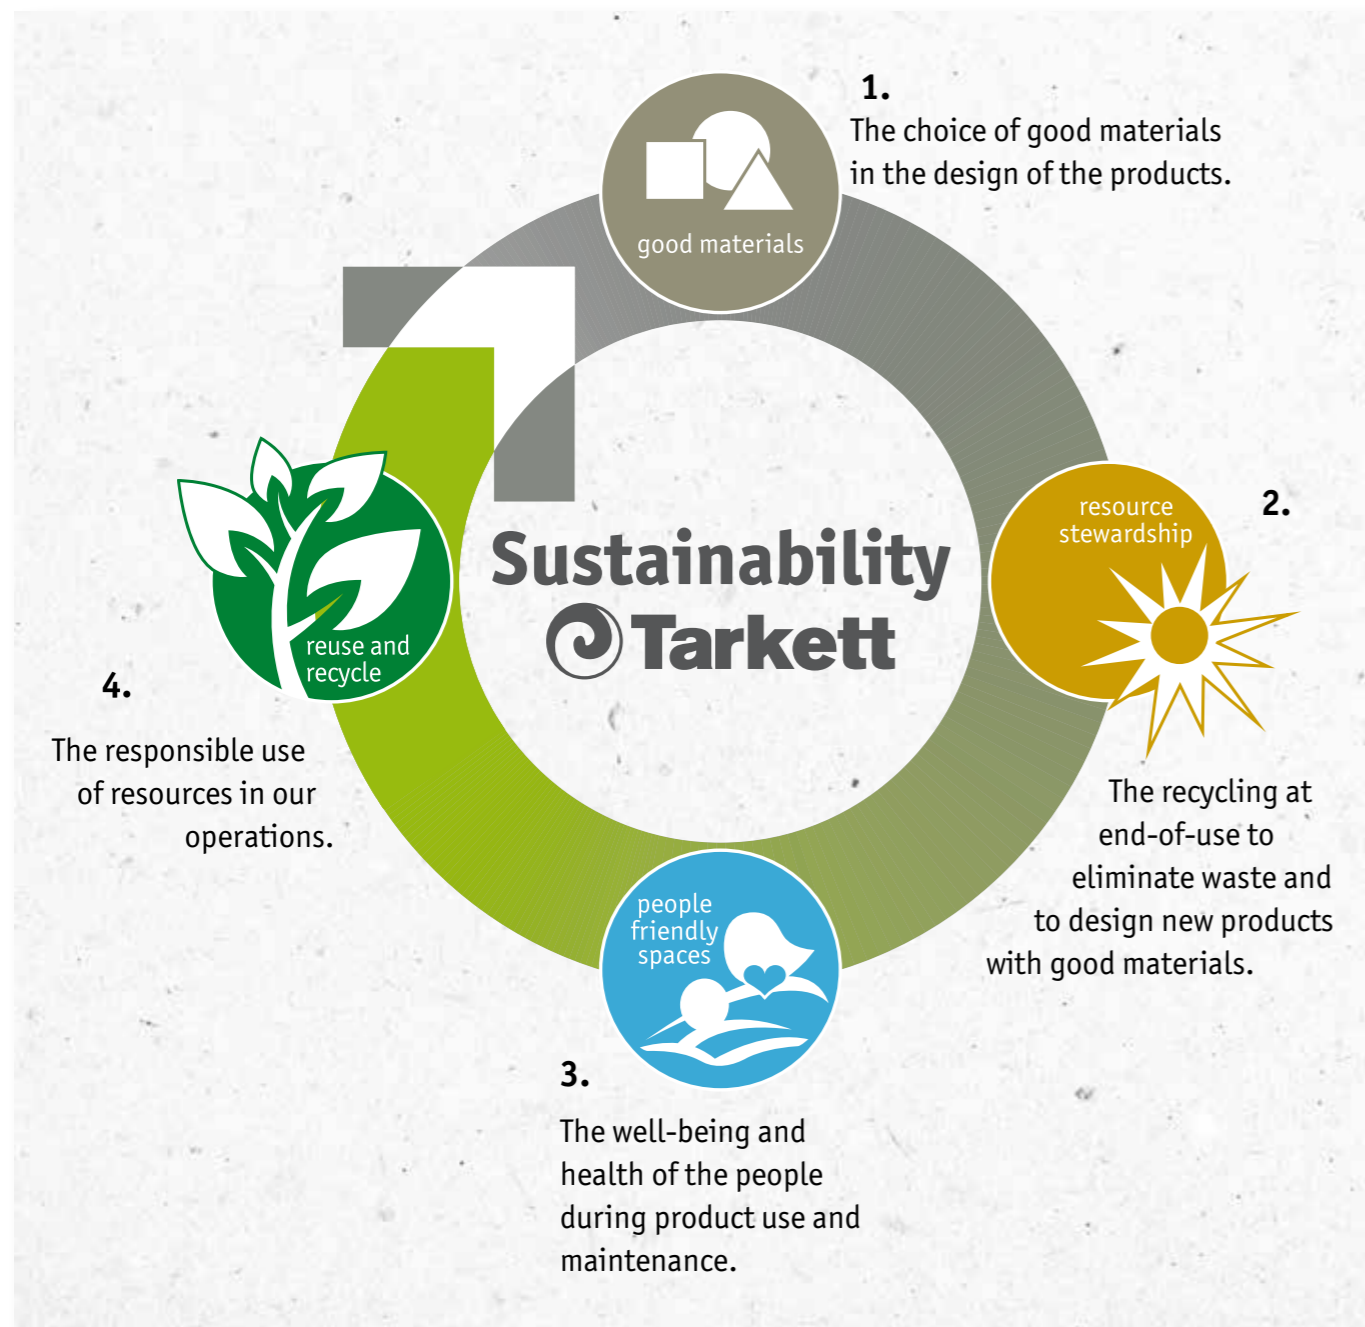 1.
The choice of good materials
in the design of the products.
good materials
resource
stewardship
2.
The recycling at
end-of-use to
eliminate waste and
to design new products
with good materials.
Sustainability
Tarkett
people
friendly
spaces
3.
The well-being and
health of the people
during product use and
maintenance.
reuse and
recycle
4.
The responsible use
of resources in our
operations.